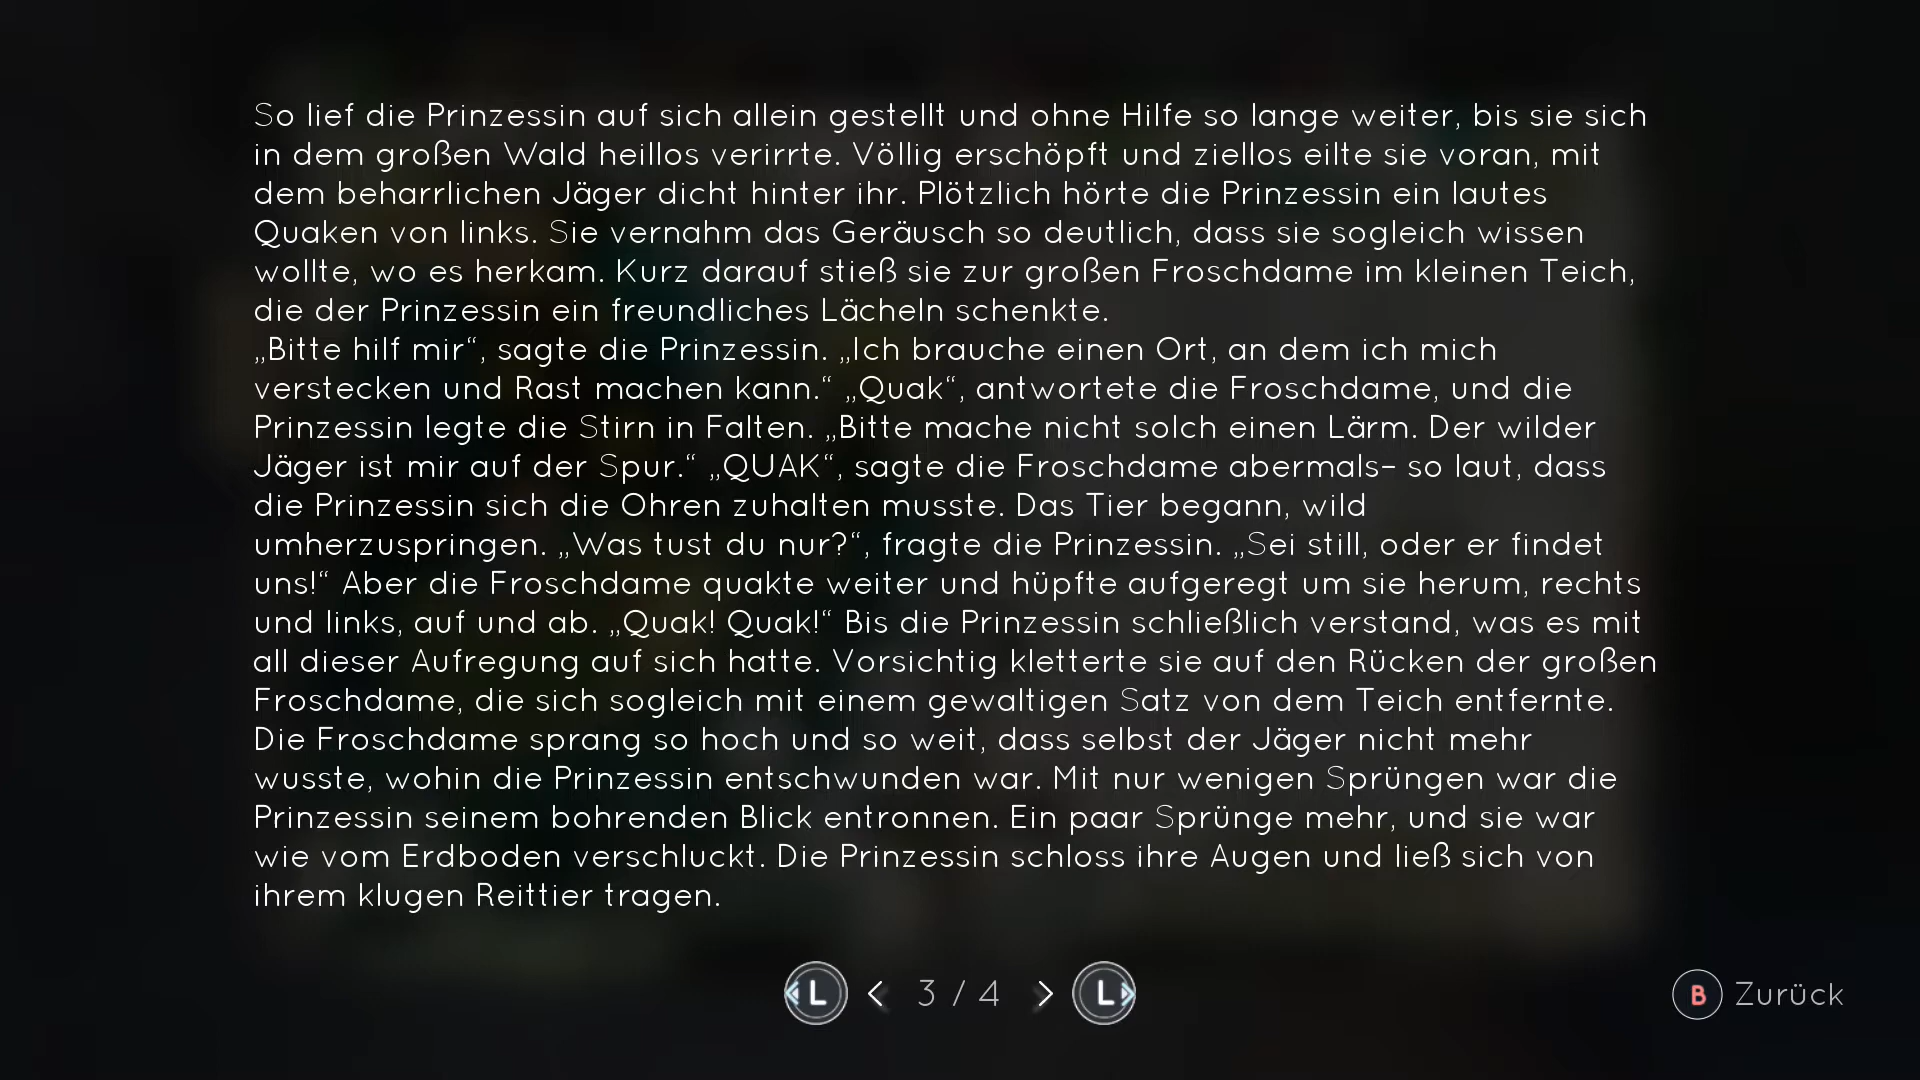 So lief die Prinzessin auf sich allein gestellt und ohne Hilfe so lange weiter, bis sie sich
in dem großen Wald heillos verirrte. Völlig erschöpft und ziellos eilte sie voran, mit
dem beharrlichen Jäger dicht hinter ihr. Plötzlich hörte die Prinzessin ein lautes
Quaken von links. Sie vernahm das Geräusch so deutlich, dass sie sogleich wissen
wollte, wo es herkam. Kurz darauf stieß sie zur großen Froschdame im kleinen Teich,
die der Prinzessin ein freundliches Lächeln schenkte.
„Bitte hilf mir“, sagte die Prinzessin. „Ich brauche einen Ort, an dem ich mich
verstecken und Rast machen kann.“ „Quak“, antwortete die Froschdame, und die
Prinzessin legte die Stirn in Falten. „Bitte mache nicht solch einen Lärm. Der wilder
Jäger ist mir auf der Spur.“ „QUAK“, sagte die Froschdame abermals– so laut, dass
die Prinzessin sich die Ohren zuhalten musste. Das Tier begann, wild
umherzuspringen. „Was tust du nur?“, fragte die Prinzessin. „Sei still, oder er findet
uns!“ Aber die Froschdame quakte weiter und hüpfte aufgeregt um sie herum, rechts
und links, auf und ab. „Quak! Quak!“ Bis die Prinzessin schließlich verstand, was es mit
all dieser Aufregung auf sich hatte. Vorsichtig kletterte sie auf den Rücken der großen
Froschdame, die sich sogleich mit einem gewaltigen Satz von dem Teich entfernte.
Die Froschdame sprang so hoch und so weit, dass selbst der Jäger nicht mehr
wusste, wohin die Prinzessin entschwunden war. Mit nur wenigen Sprüngen war die
Prinzessin seinem bohrenden Blick entronnen. Ein paar Sprünge mehr, und sie war
wie vom Erdboden verschluckt. Die Prinzessin schloss ihre Augen und ließ sich von
ihrem klugen Reittier tragen.
L < 3 / 4 > L
B Zurück